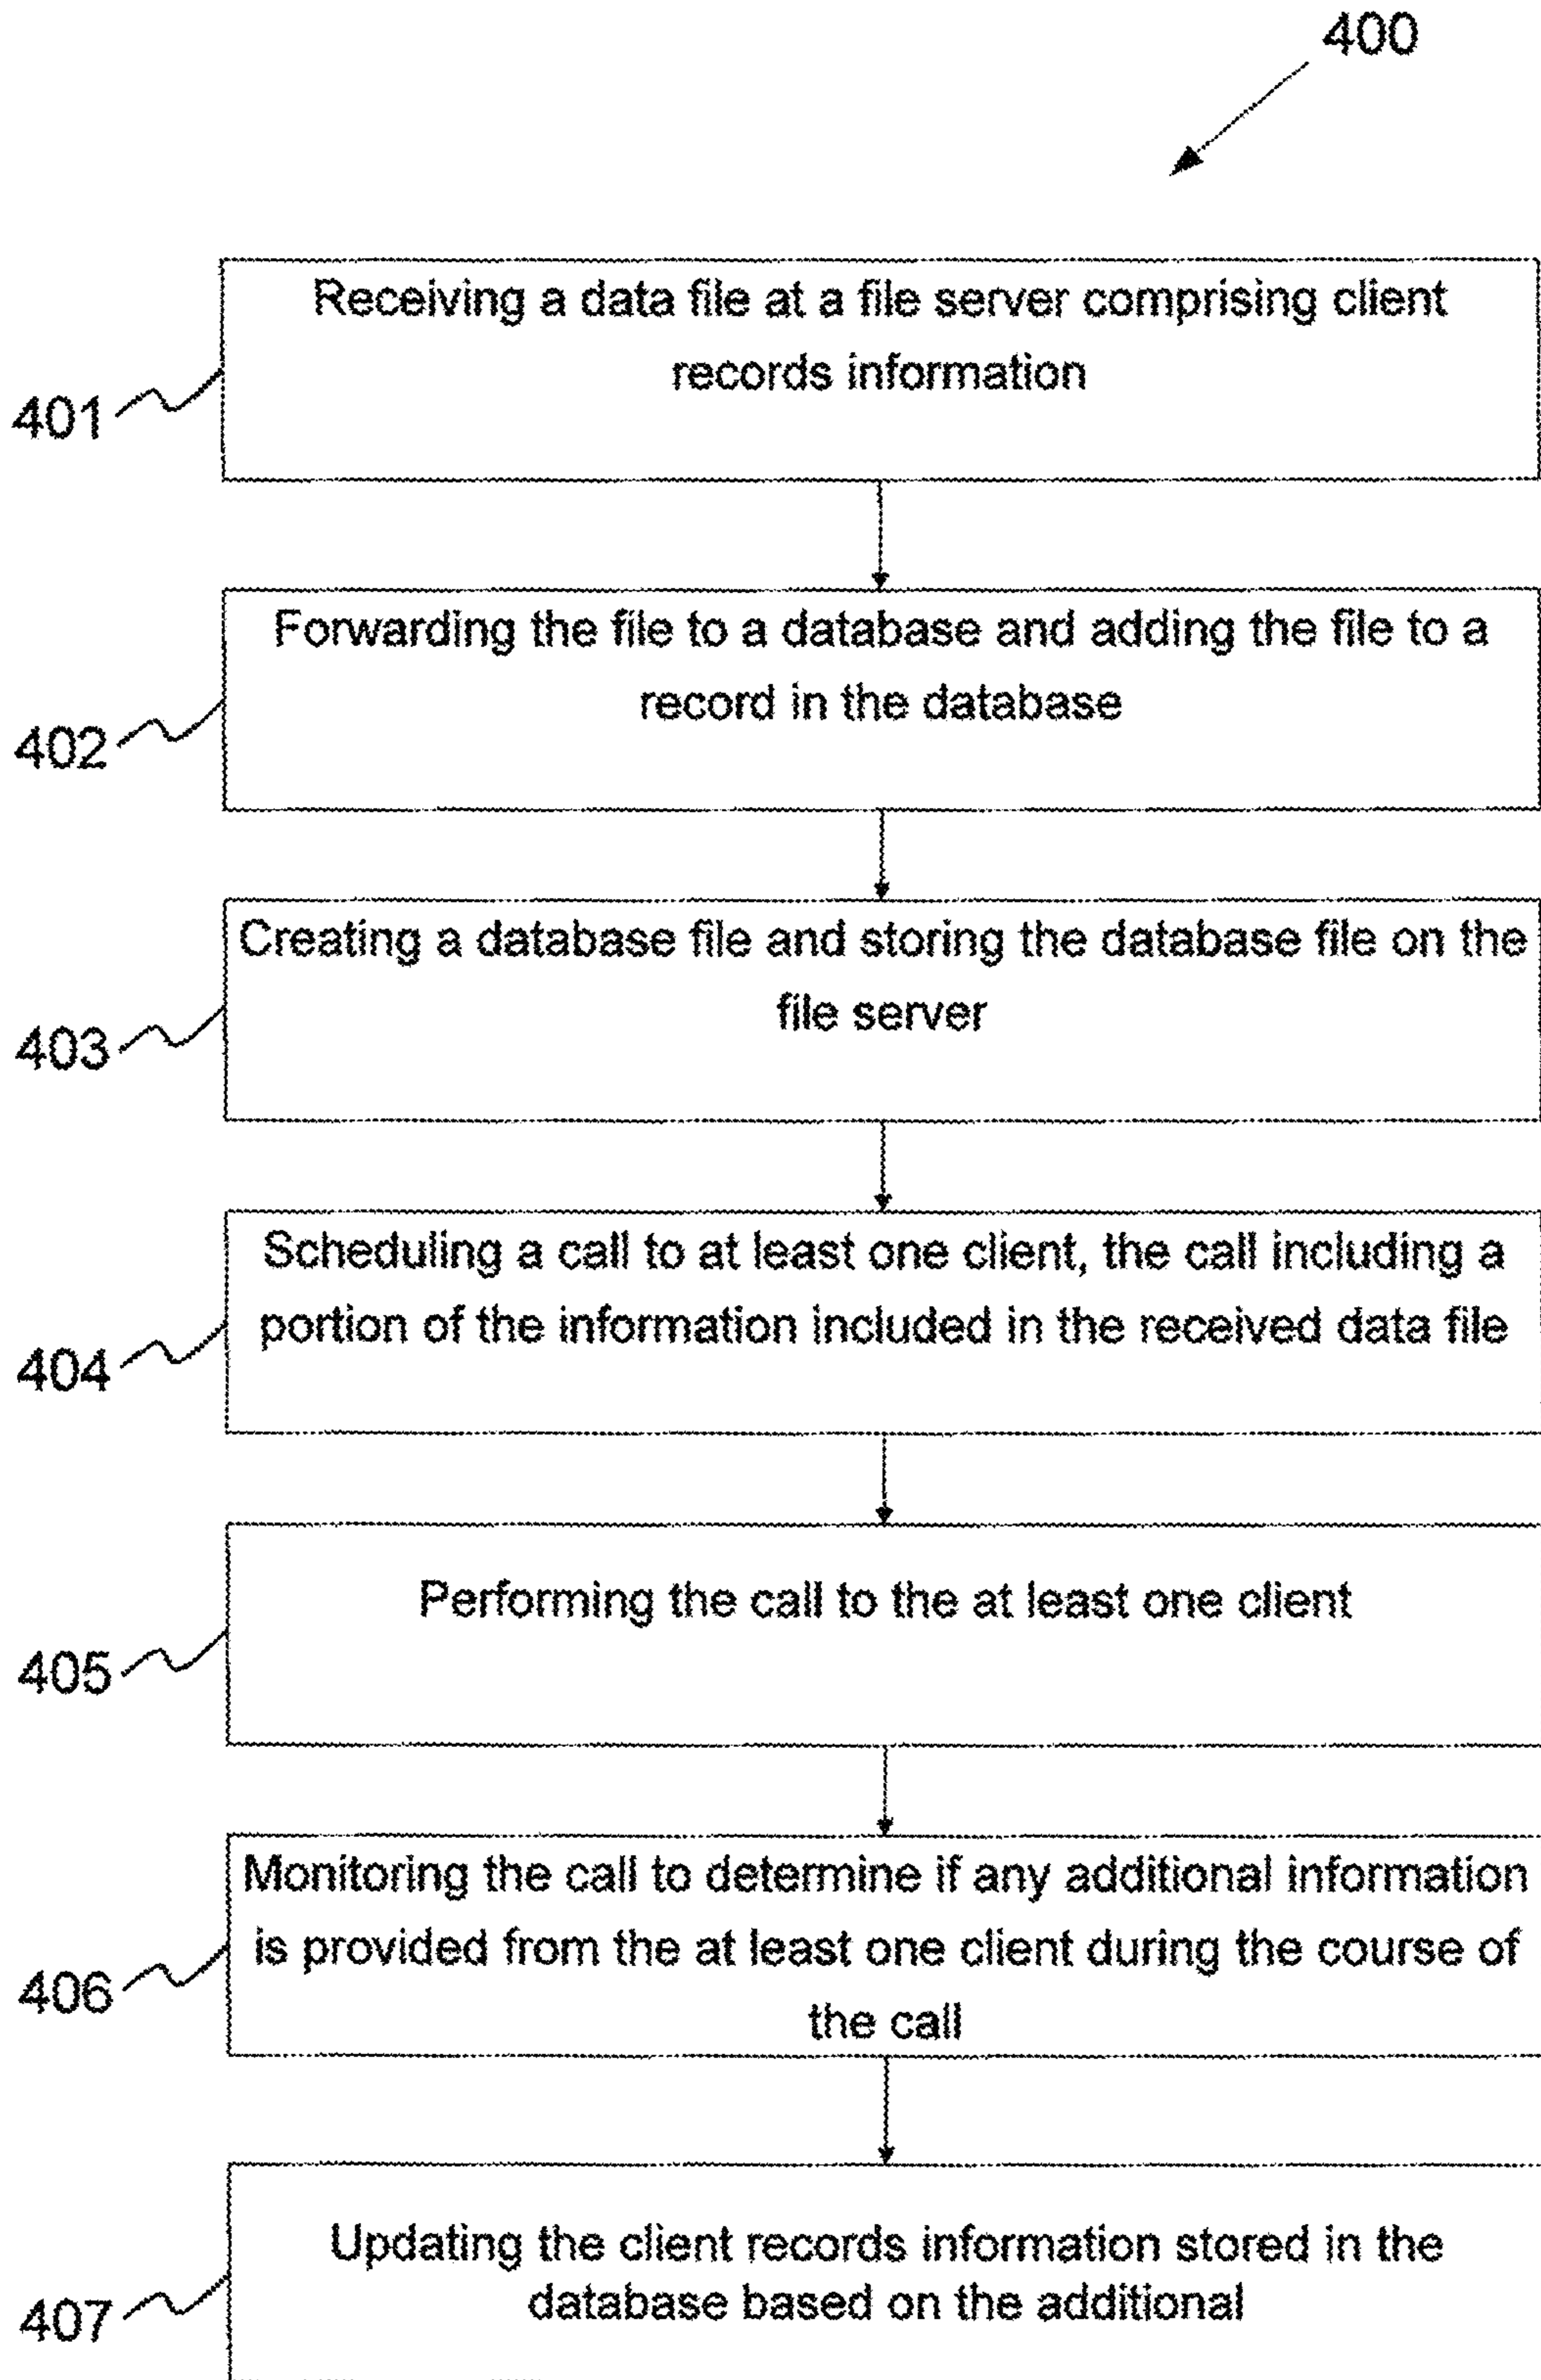 400
Receiving a data file at a file server comprising client
records information
401
Forwarding the file to a database and adding the file to a
record in the database
402
Creating a database file and storing the database file on the
file server
403
Scheduling a call to at least one client, the call including a
portion of the information included in the received data file
404
Performing the call to the at least one client
405
Monitoring the call to determine if any additional information
is provided from the at least one client during the course of
the call
406
Updating the client records information stored in the
database based on the additional
407